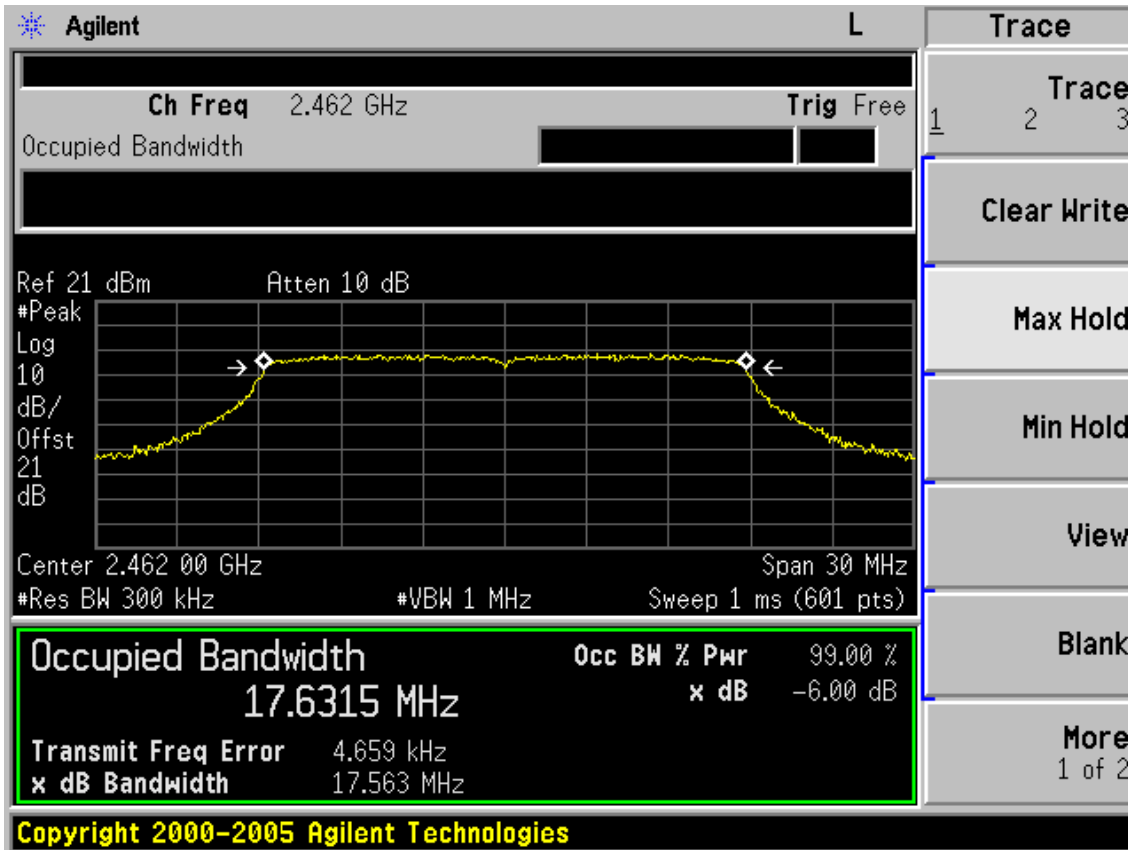 Agilent L Trace
Ch Freq 2.462 GHz Trig Free
Occupied Bandwidth
Trace
1 2 3
Clear Write
Max Hold
Min Hold
View
Blank
More
1 of 2
Ref 21 dBm Atten 10 dB
#Peak
Log
10
dB/
Offst
21
dB
Center 2.462 00 GHz Span 30 MHz
#Res BW 300 kHz #VBW 1 MHz Sweep 1 ms (601 pts)
Occupied Bandwidth Occ BW % Pwr 99.00 %
17.6315 MHz x dB -6.00 dB
Transmit Freq Error 4.659 kHz
x dB Bandwidth 17.563 MHz
Copyright 2000-2005 Agilent Technologies